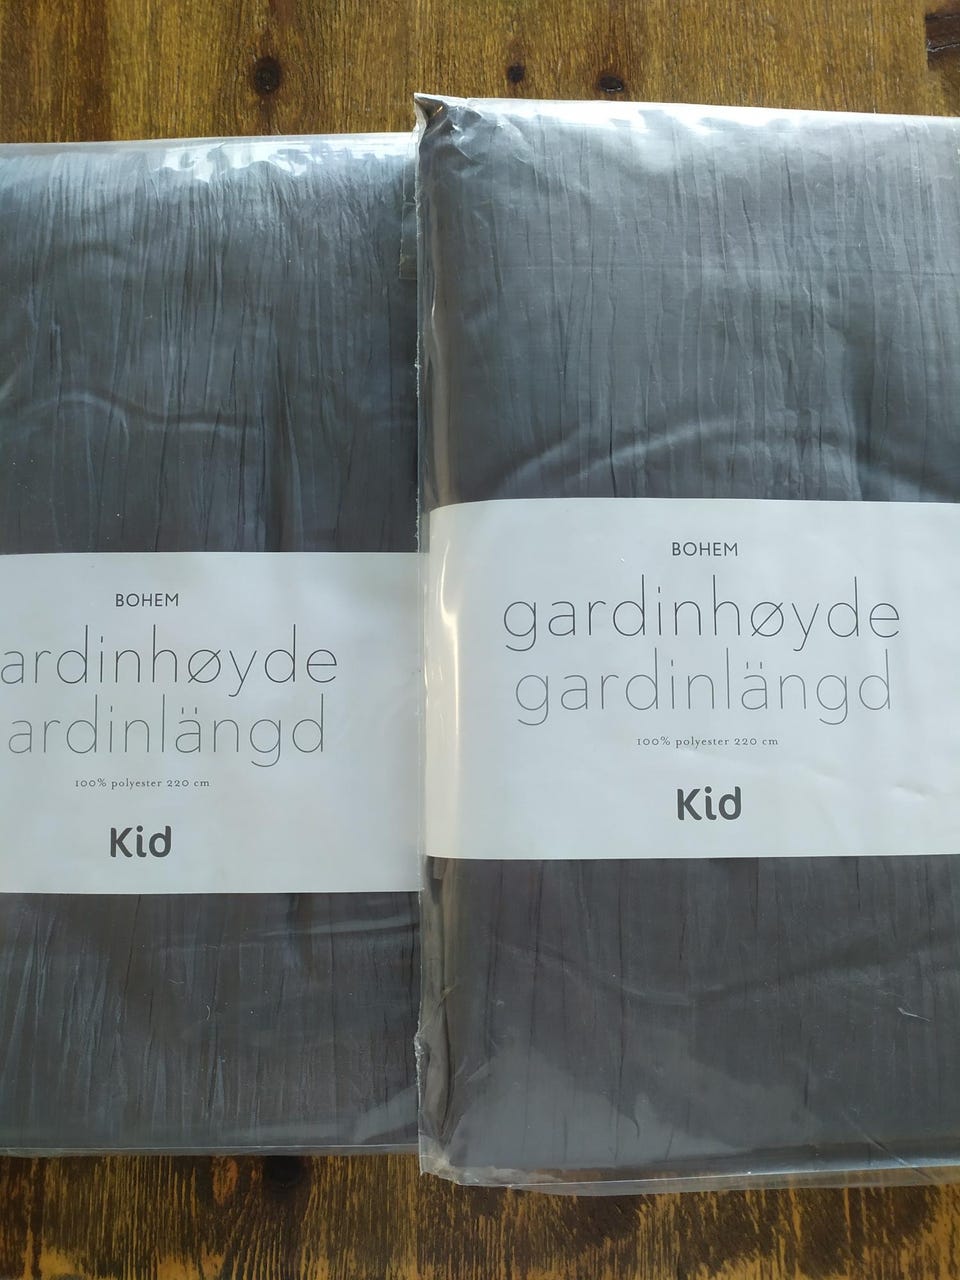 BOHEM
ardinhøyde
ardinlängd
100% polyester 220 cm
Kid
BOHEM
gardinhøyde
gardinlängd
100% polyester 220 cm
Kid